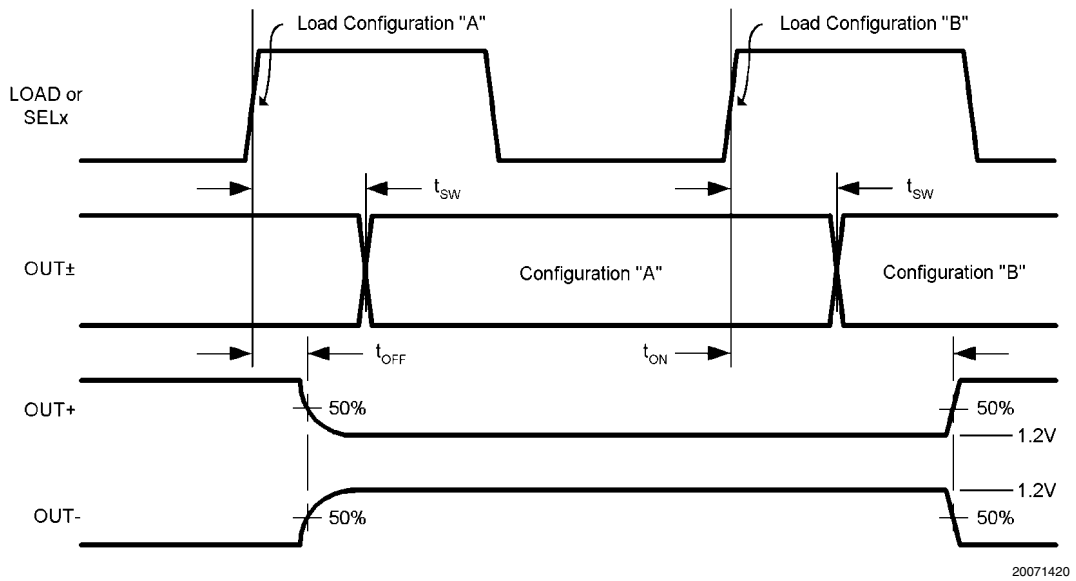 Load Configuration "A"
Load Configuration "B"
LOAD or
SELx
tSW
tSW
OUT±
Configuration "A"
Configuration "B"
tOFF
tON
OUT+
50%
50%
1.2V
1.2V
OUT-
50%
50%
20071420